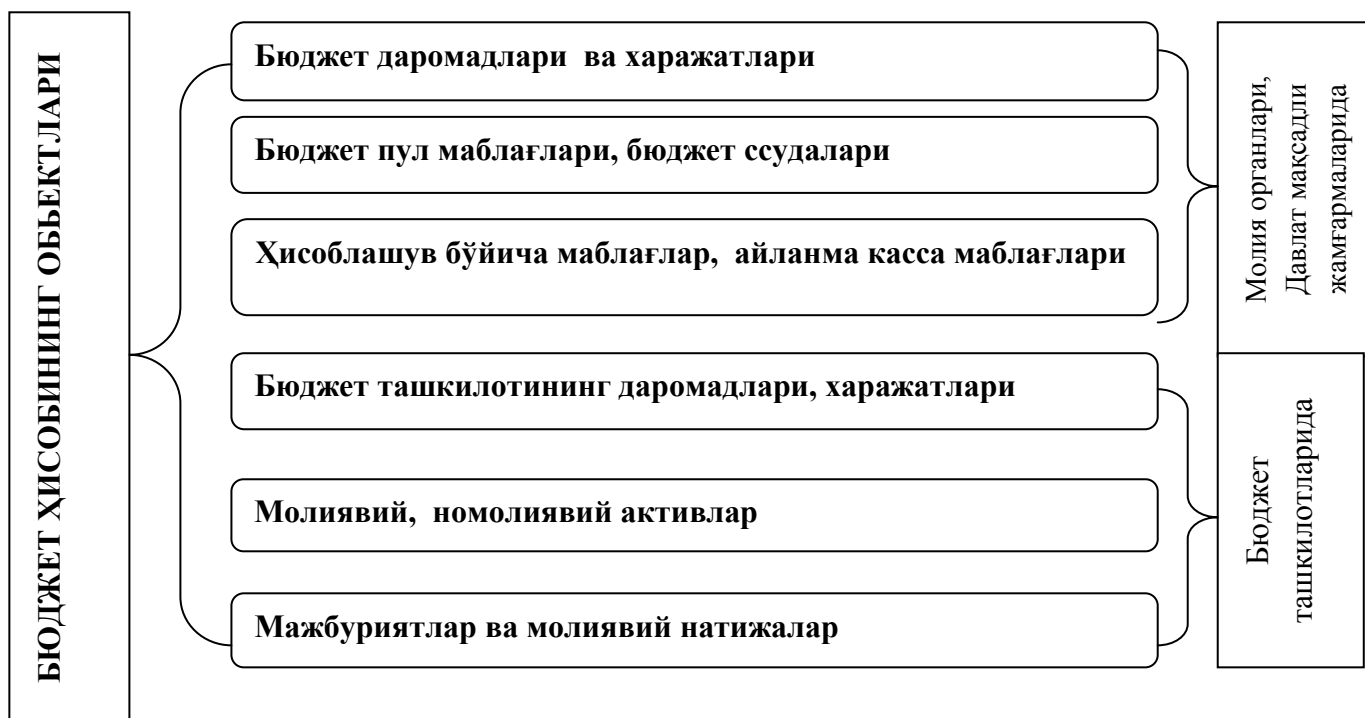 БЮДЖЕТ ҲИСОБИНИНГ ОБЬЕКТЛАРИ
Бюджет даромадлари ва харажатлари
Бюджет пул маблағлари, бюджет ссудалари
Ҳисоблашув бўйича маблағлар, айланма касса маблағлари
Бюджет ташкилотининг даромадлари, харажатлари
Молиявий, номолиявий активлар
Мажбуриятлар ва молиявий натижалар
Молия органлари,
Давлат мақсадли
жамғармаларида
Бюджет
ташкилотларида